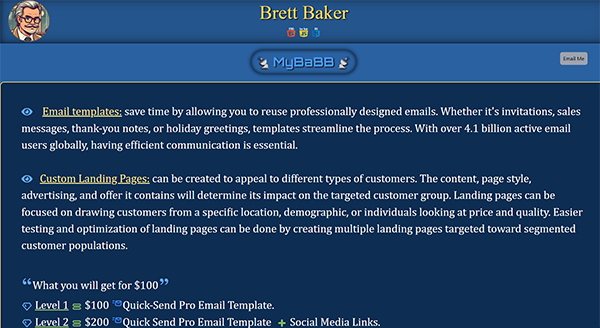 Brett Baker
MyBaBB
Email Me
Email templates: save time by allowing you to reuse professionally designed emails. Whether it's invitations, sales
messages, thank-you notes, or holiday greetings, templates streamline the process. With over 4.1 billion active email
users globally, having efficient communication is essential.
Custom Landing Pages: can be created to appeal to different types of customers. The content, page style,
advertising, and offer it contains will determine its impact on the targeted customer group. Landing pages can be
focused on drawing customers from a specific location, demographic, or individuals looking at price and quality. Easier
testing and optimization of landing pages can be done by creating multiple landing pages targeted toward segmented
customer populations.
“What you will get for $100”
Level 1 = $100 Quick-Send Pro Email Template.
Level 2 = $200 Quick-Send Pro Email Template + Social Media Links.